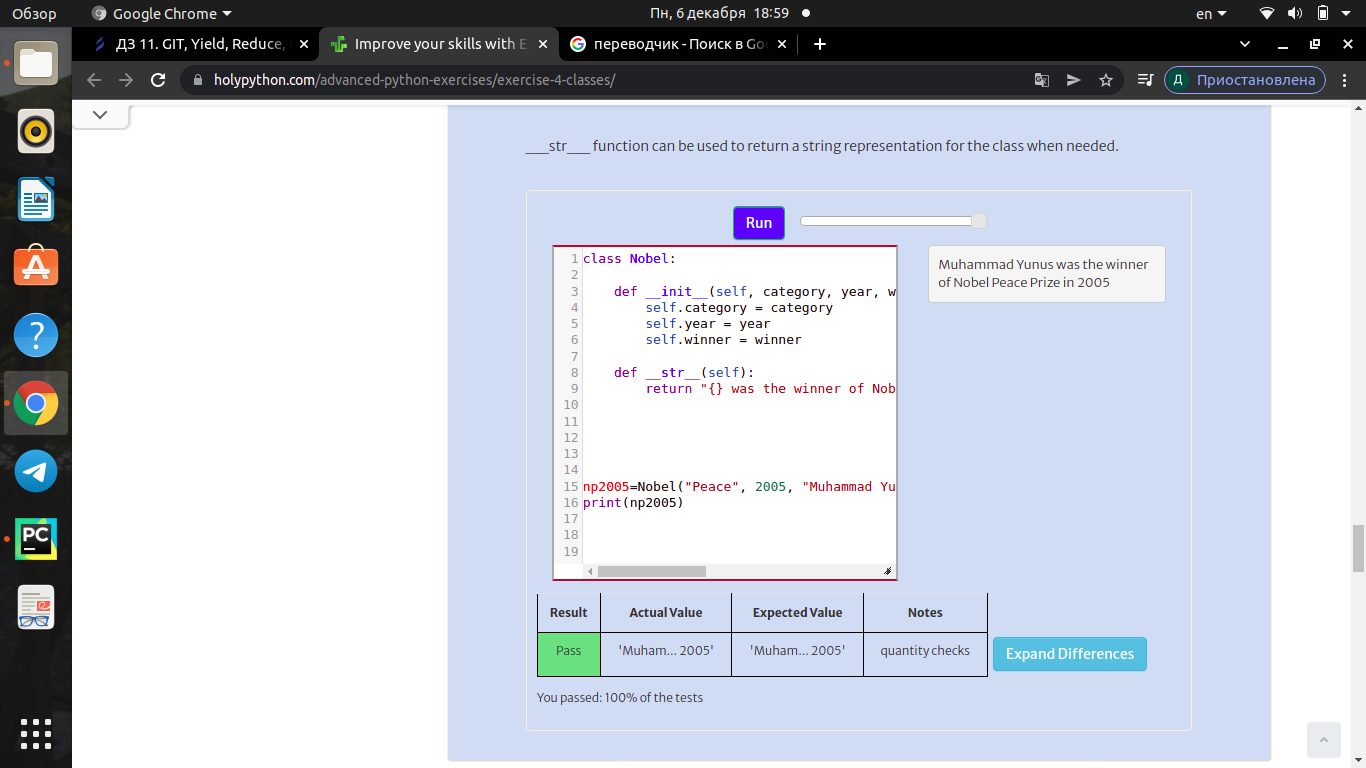 Обзор
Google Chrome
Пн, 6 декабря 18:59
en
ДЗ 11. GIT, Yield, Reduce,
Improve your skills with E
переводчик - Поиск в Go
holypython.com/advanced-python-exercises/exercise-4-classes/
Д Приостановлена
___str___ function can be used to return a string representation for the class when needed.
Run
1 class Nobel:
2
3 def __init__(self, category, year, w
4 self.category = category
5 self.year = year
6 self.winner = winner
7
8 def __str__(self):
9 return "{} was the winner of Nob
10
11
12
13
14
15 np2005=Nobel("Peace", 2005, "Muhammad Yu
16 print(np2005)
17
18
19
Muhammad Yunus was the winner
of Nobel Peace Prize in 2005
Result Actual Value Expected Value Notes
Pass 'Muham... 2005' 'Muham... 2005' quantity checks
Expand Differences
You passed: 100% of the tests
PC